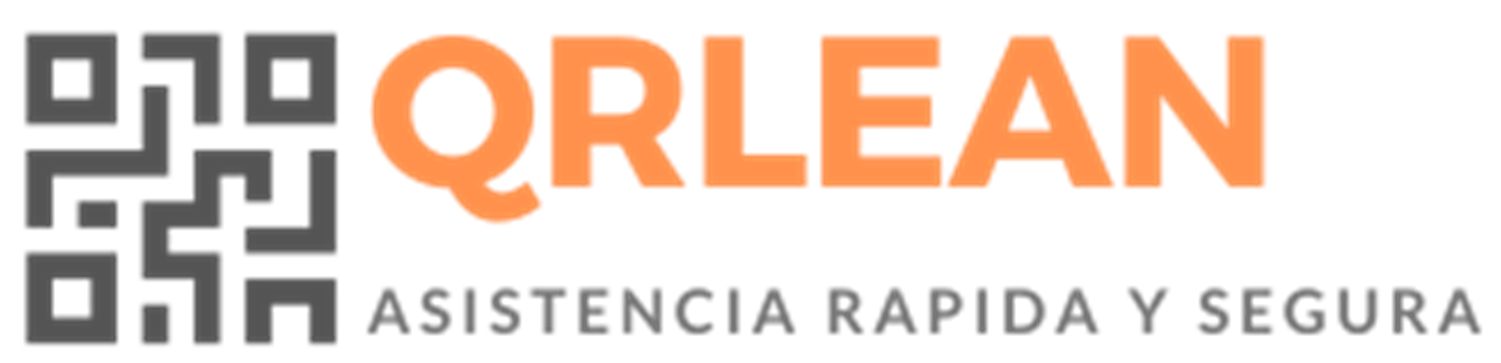 QRLEAN
ASISTENCIA RAPIDA Y SEGURA